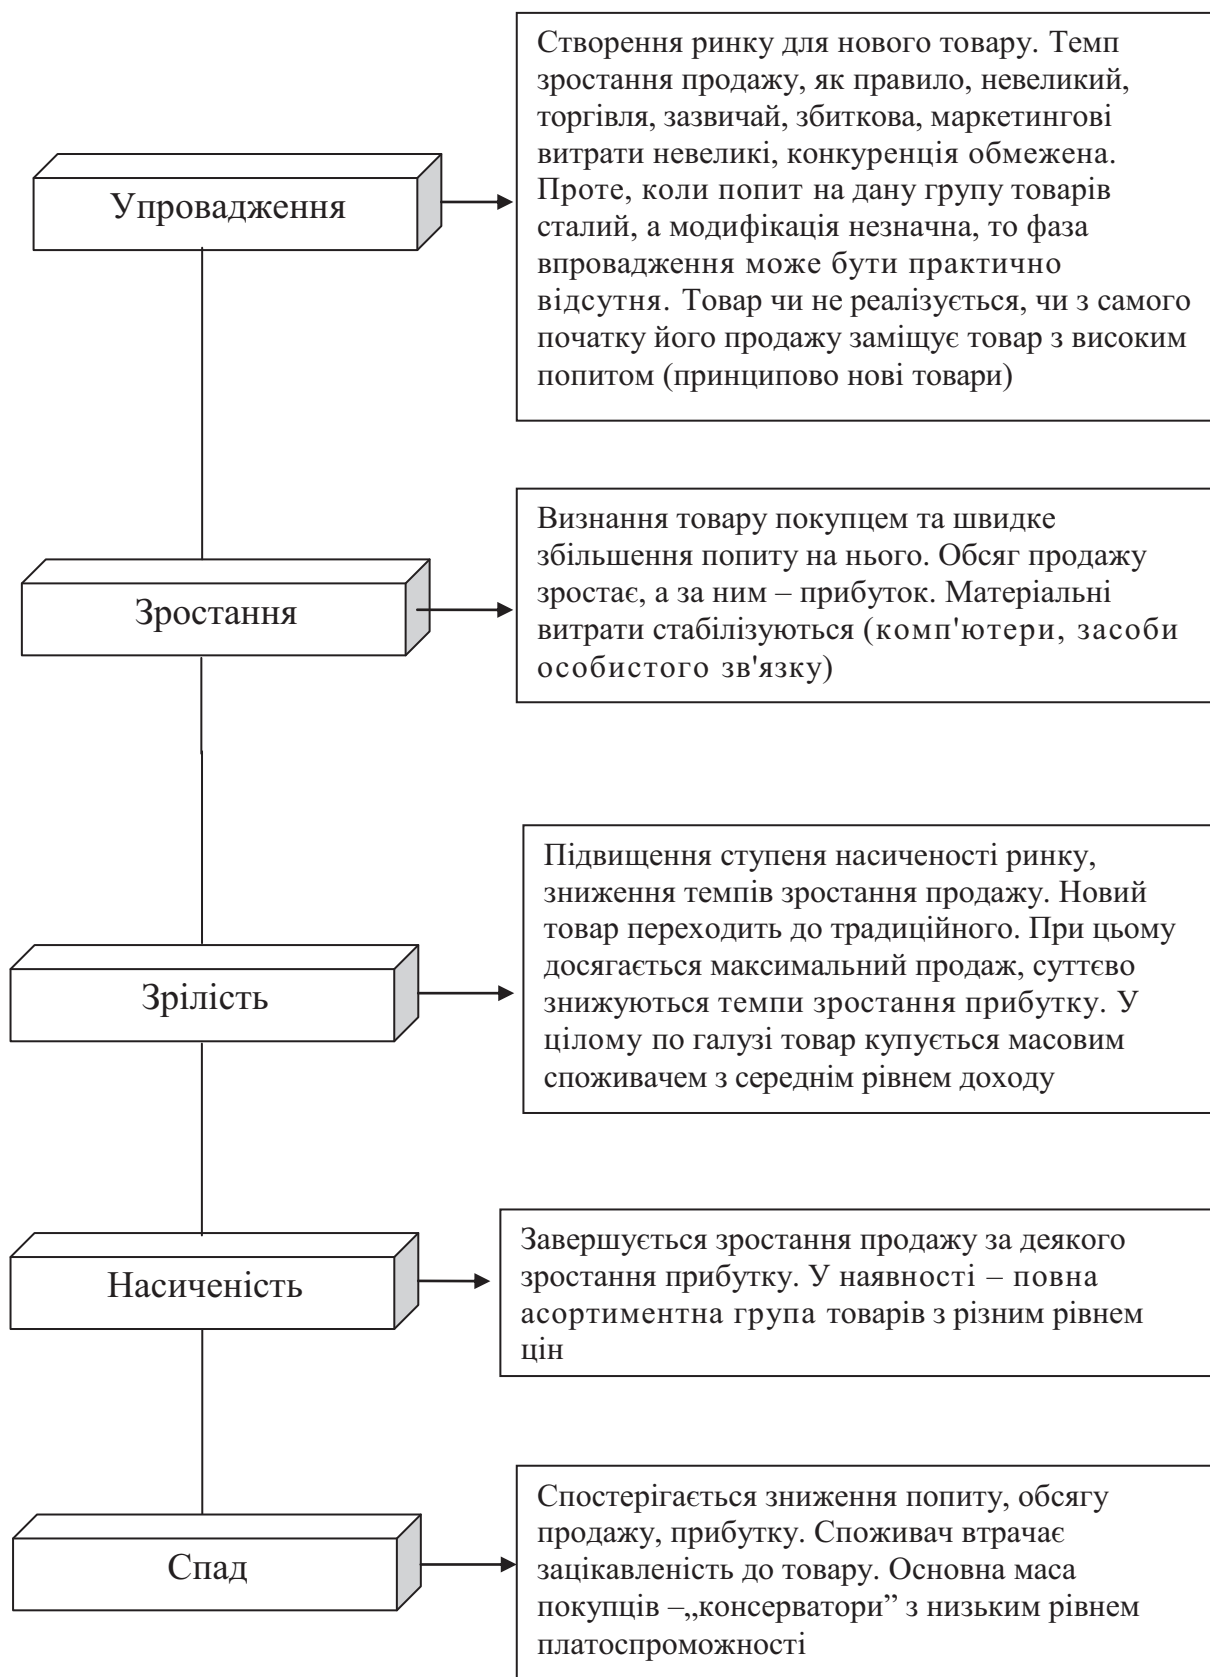 Упровадження
Створення ринку для нового товару. Темп
зростання продажу, як правило, невеликий,
торгівля, зазвичай, збиткова, маркетингові
витрати невеликі, конкуренція обмежена.
Проте, коли попит на дану групу товарів
сталий, а модифікація незначна, то фаза
впровадження може бути практично
відсутня. Товар чи не реалізується, чи з самого
початку його продажу заміщує товар з високим
попитом (принципово нові товари)
Зростання
Визнання товару покупцем та швидке
збільшення попиту на нього. Обсяг продажу
зростає, а за ним – прибуток. Матеріальні
витрати стабілізуються (комп'ютери, засоби
особистого зв'язку)
Зрілість
Підвищення ступеня насиченості ринку,
зниження темпів зростання продажу. Новий
товар переходить до традиційного. При цьому
досягається максимальний продаж, суттєво
знижуються темпи зростання прибутку. У
цілому по галузі товар купується масовим
споживачем з середнім рівнем доходу
Насиченість
Завершується зростання продажу за деякого
зростання прибутку. У наявності – повна
асортиментна група товарів з різним рівнем
цін
Спад
Спостерігається зниження попиту, обсягу
продажу, прибутку. Споживач втрачає
зацікавленість до товару. Основна маса
покупців –„консерватори” з низьким рівнем
платоспроможності